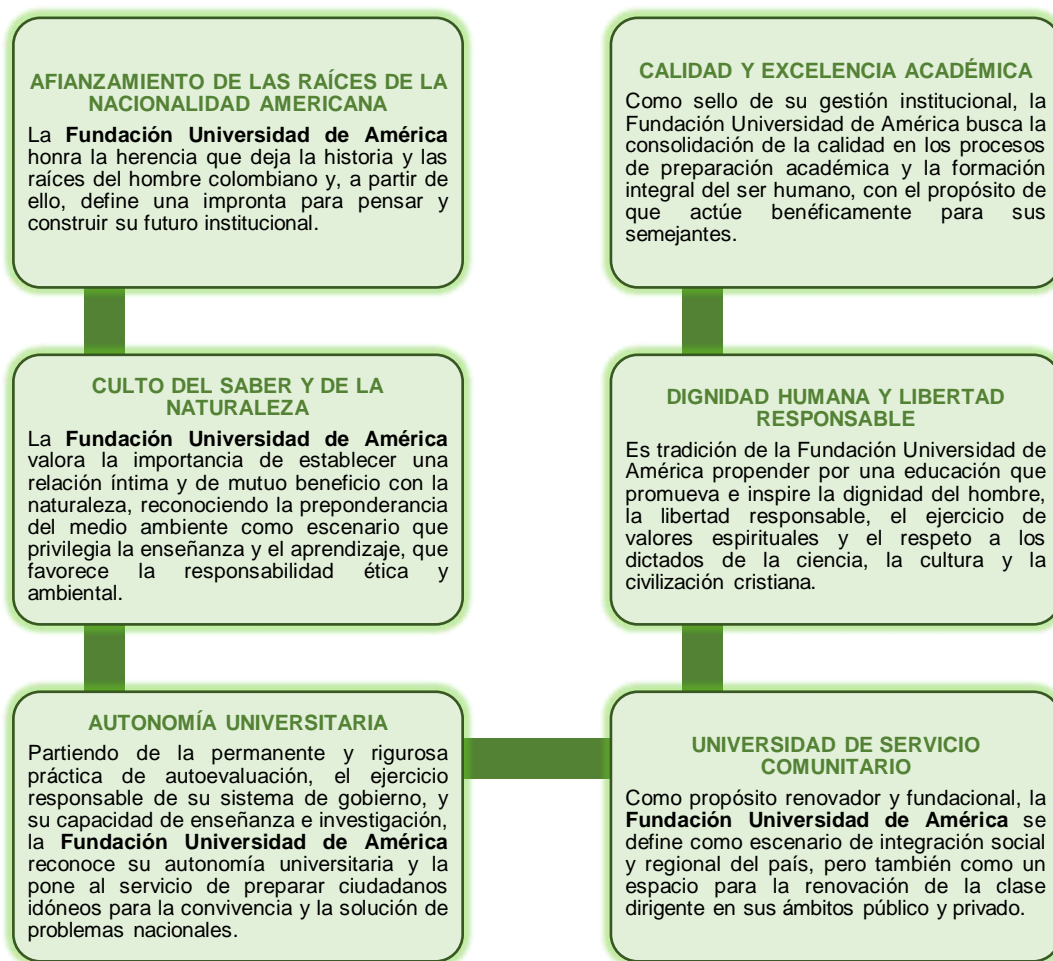 AFIANZAMIENTO DE LAS RAÍCES DE LA
NACIONALIDAD AMERICANA
La Fundación Universidad de América
honra la herencia que deja la historia y las
raíces del hombre colombiano y, a partir de
ello, define una impronta para pensar y
construir su futuro institucional.
CULTO DEL SABER Y DE LA
NATURALEZA
La Fundación Universidad de América
valora la importancia de establecer una
relación íntima y de mutuo beneficio con la
naturaleza, reconociendo la preponderancia
del medio ambiente como escenario que
privilegia la enseñanza y el aprendizaje, que
favorece la responsabilidad ética y
ambiental.
AUTONOMÍA UNIVERSITARIA
Partiendo de la permanente y rigurosa
práctica de autoevaluación, el ejercicio
responsable de su sistema de gobierno, y
su capacidad de enseñanza e investigación,
la Fundación Universidad de América
reconoce su autonomía universitaria y la
pone al servicio de preparar ciudadanos
idóneos para la convivencia y la solución de
problemas nacionales.
UNIVERSIDAD DE SERVICIO
COMUNITARIO
Como propósito renovador y fundacional, la
Fundación Universidad de América se
define como escenario de integración social
y regional del país, pero también como un
espacio para la renovación de la clase
dirigente en sus ámbitos público y privado.
DIGNIDAD HUMANA Y LIBERTAD
RESPONSABLE
Es tradición de la Fundación Universidad de
América propender por una educación que
promueva e inspire la dignidad del hombre,
la libertad responsable, el ejercicio de
valores espirituales y el respeto a los
dictados de la ciencia, la cultura y la
civilización cristiana.
CALIDAD Y EXCELENCIA ACADÉMICA
Como sello de su gestión institucional, la
Fundación Universidad de América busca la
consolidación de la calidad en los procesos
de preparación académica y la formación
integral del ser humano, con el propósito de
que actúe benéficamente para sus
semejantes.